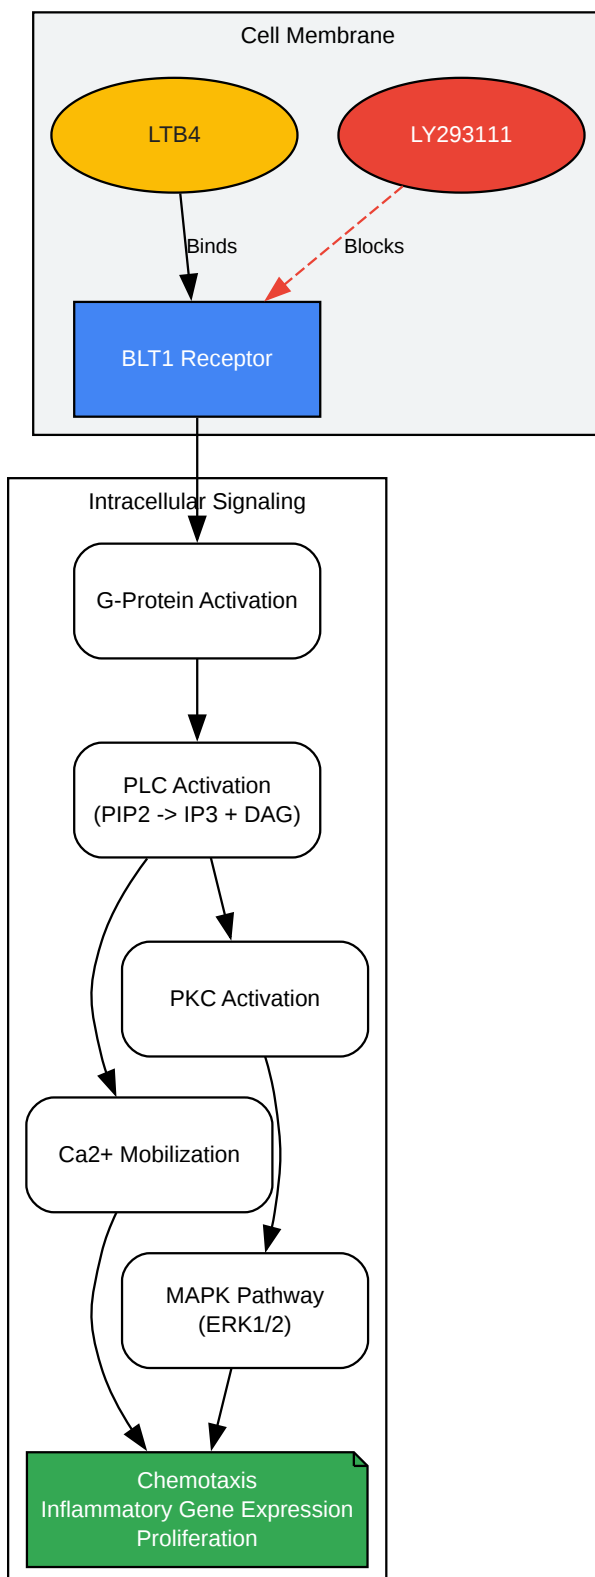 Cell Membrane
LTB4
LY293111
Binds
Blocks
BLT1 Receptor
Intracellular Signaling
G-Protein Activation
PLC Activation
(PIP2 -> IP3 + DAG)
PKC Activation
Ca2+ Mobilization
MAPK Pathway
(ERK1/2)
Chemotaxis
Inflammatory Gene Expression
Proliferation